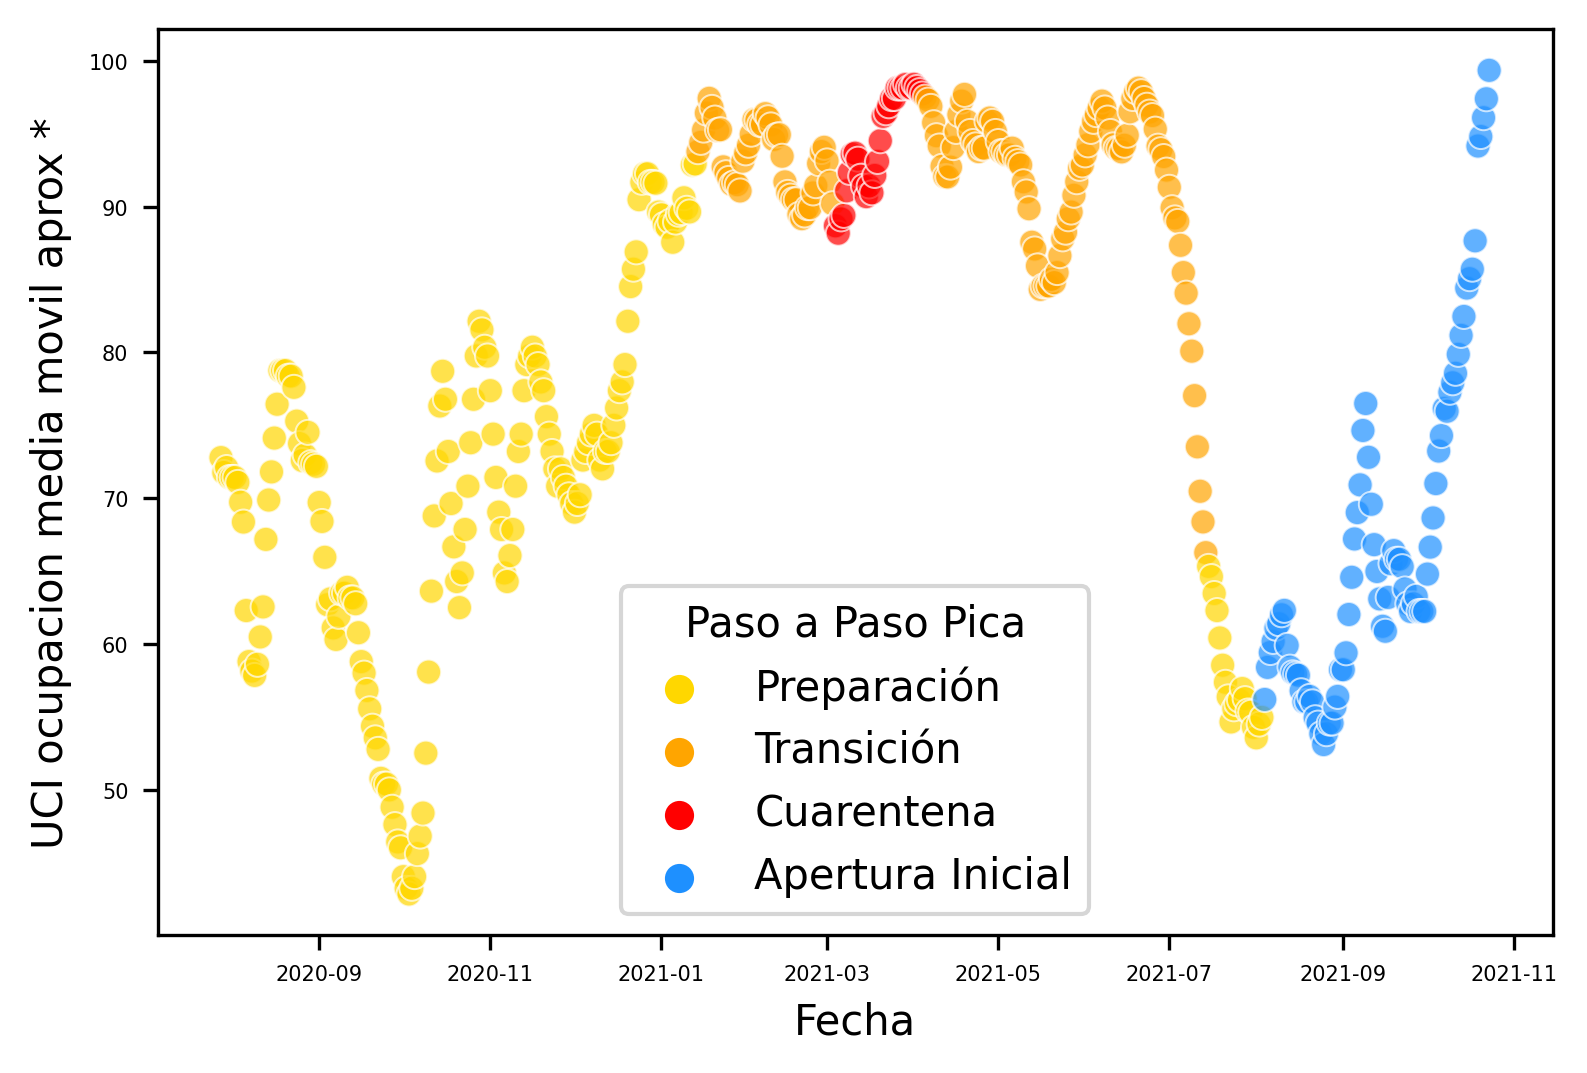 UCI ocupacion media movil aprox *
100
90
80
70
60
50
Paso a Paso Pica
Preparación
Transición
Cuarentena
Apertura Inicial
2020-09
2020-11
2021-01
2021-03
2021-05
2021-07
2021-09
2021-11
Fecha